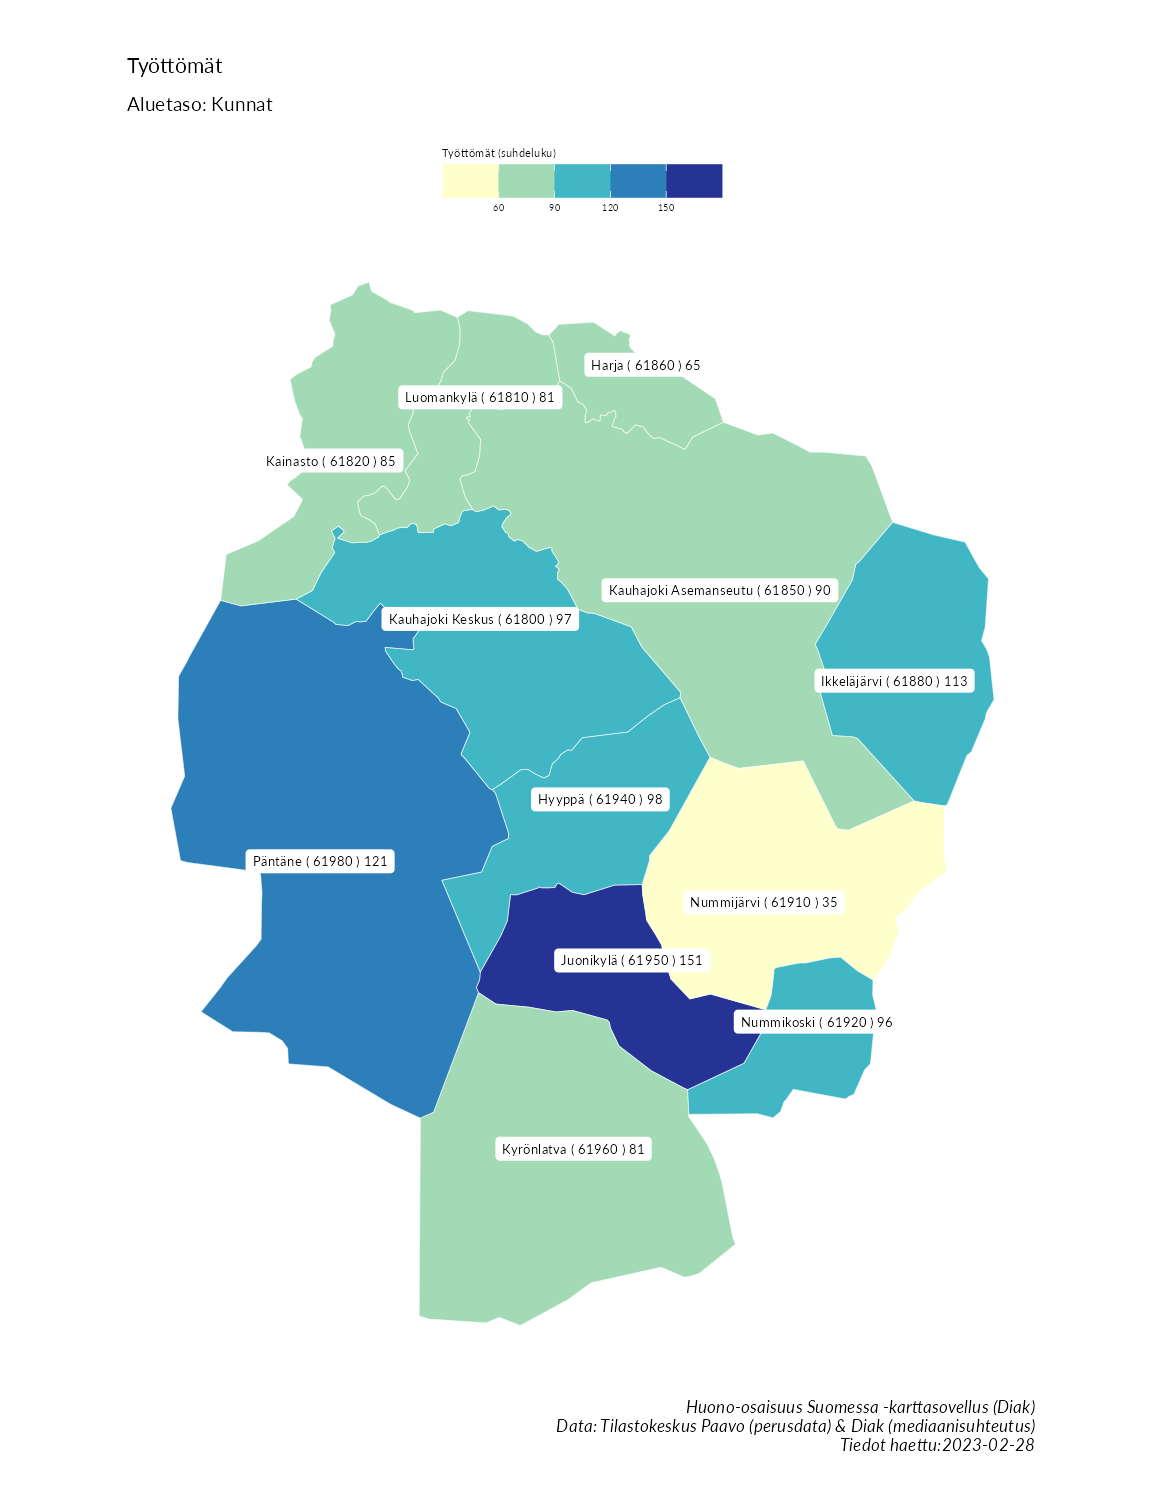 Työttömät
Aluetaso: Kunnat
Työttömät (suhdeluku)
60 90 120 150
Harja ( 61860 ) 65
Luomankylä ( 61810 ) 81
Kainasto ( 61820 ) 85
Kauhajoki Asemanseutu ( 61850 ) 90
Kauhajoki Keskus ( 61800 ) 97
Ikkeläjärvi ( 61880 ) 113
Hyyppä ( 61940 ) 98
Päntäne ( 61980 ) 121
Nummijärvi ( 61910 ) 35
Juonikylä ( 61950 ) 151
Nummikoski ( 61920 ) 96
Kyrönlatva ( 61960 ) 81
Huono-osaisuus Suomessa -karttasovellus (Diak)
Data: Tilastokeskus Paavo (perusdata) & Diak (mediaanisuhteutus)
Tiedot haettu:2023-02-28